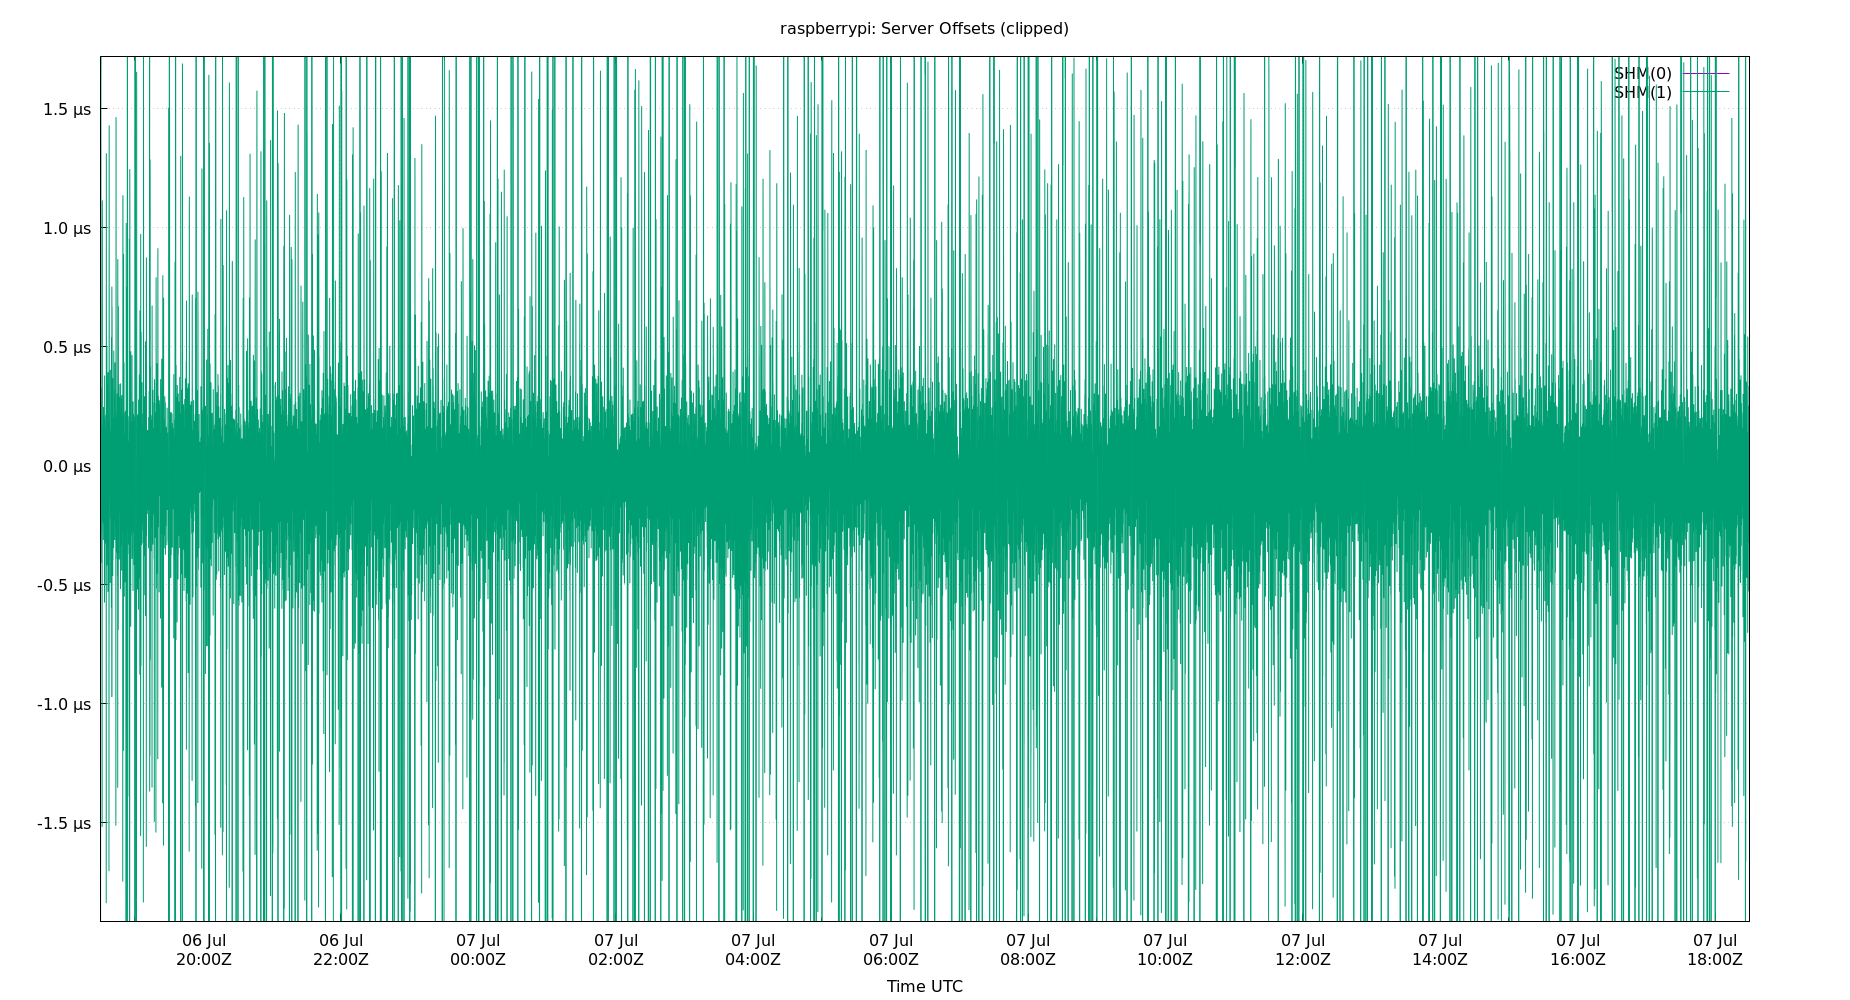 raspberrypi: Server Offsets (clipped)
SHM(0)
SHM(1)
1.5 µs
1.0 µs
0.5 µs
0.0 µs
-0.5 µs
-1.0 µs
-1.5 µs
06 Jul 06 Jul 07 Jul 07 Jul 07 Jul 07 Jul 07 Jul 07 Jul 07 Jul 07 Jul 07 Jul 07 Jul
20:00Z 22:00Z 00:00Z 02:00Z 04:00Z 06:00Z 08:00Z 10:00Z 12:00Z 14:00Z 16:00Z 18:00Z
Time UTC